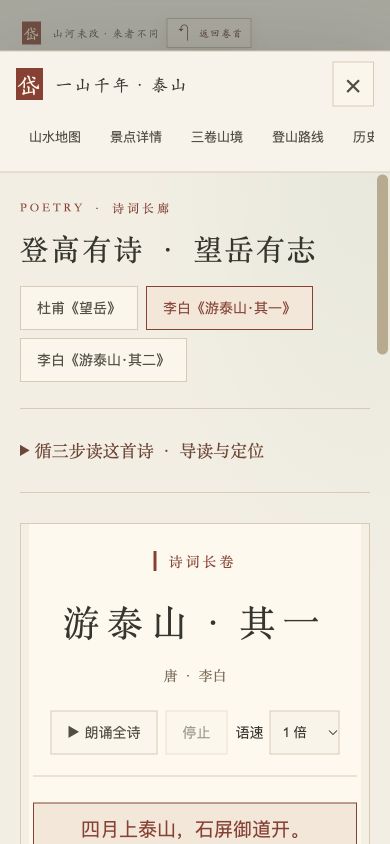 岱 山河未改 · 来者不同 返回卷首
岱 一山千年 · 泰山
山水地图 景点详情 三卷山境 登山路线 历史
POETRY · 诗词长廊
登高有诗 · 望岳有志
杜甫《望岳》 李白《游泰山·其一》
李白《游泰山·其二》
循三步读这首诗 · 导读与定位
诗词长卷
游泰山 · 其一
唐 · 李白
朗诵全诗 停止 语速 1 倍
四月上泰山，石屏御道开。